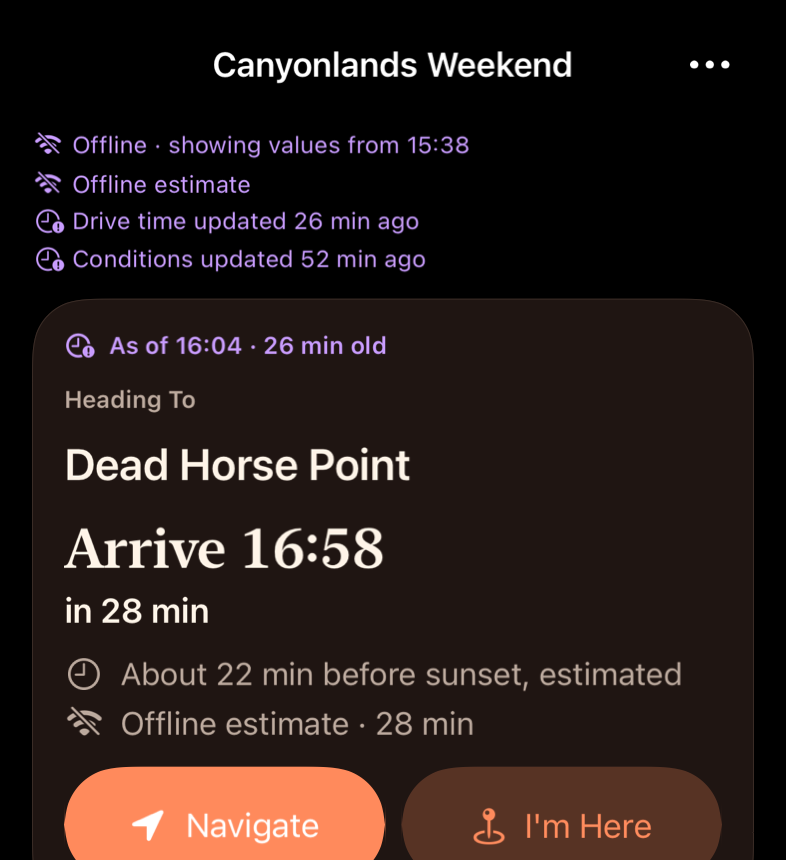 Canyonlands Weekend
Offline · showing values from 15:38
Offline estimate
Drive time updated 26 min ago
Conditions updated 52 min ago
As of 16:04 · 26 min old
Heading To
Dead Horse Point
Arrive 16:58
in 28 min
About 22 min before sunset, estimated
Offline estimate · 28 min
Navigate
I'm Here